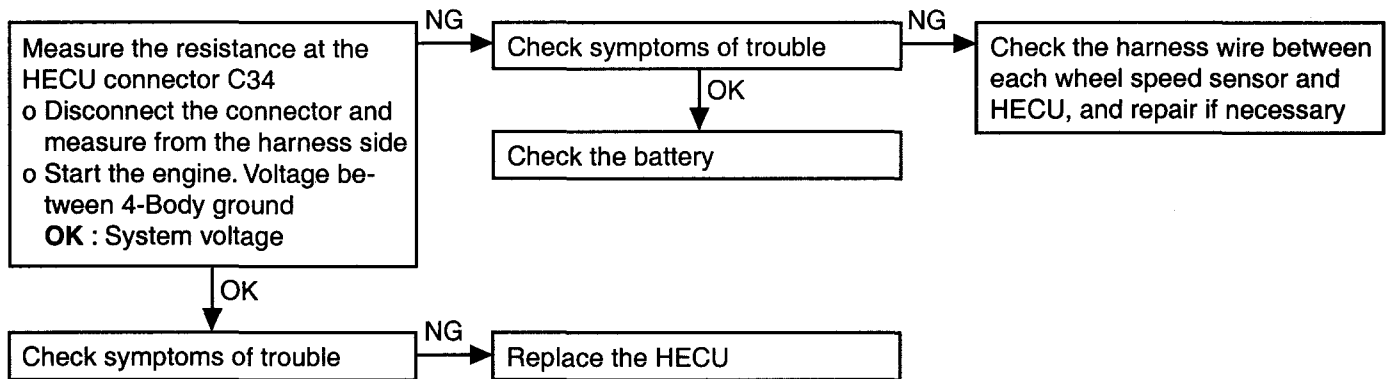 Measure the resistance at the
HECU connector C34
o Disconnect the connector and
measure from the harness side
o Start the engine. Voltage be-
tween 4-Body ground
OK : System voltage
NG
Check symptoms of trouble
NG
Check the harness wire between
each wheel speed sensor and
HECU, and repair if necessary
OK
Check the battery
OK
Check symptoms of trouble
NG
Replace the HECU